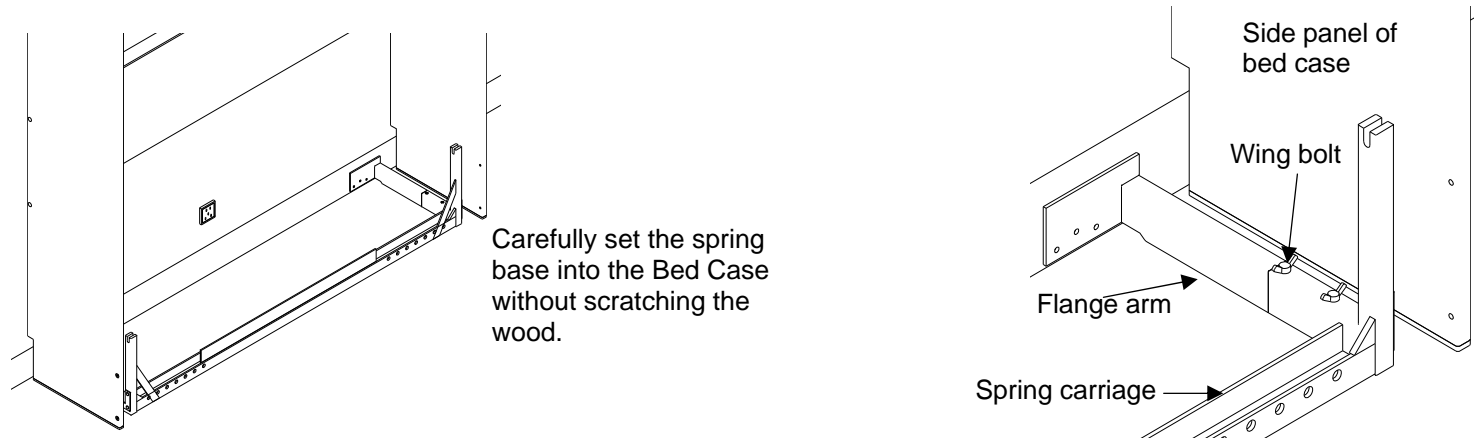 Carefully set the spring
base into the Bed Case
without scratching the
wood.
Side panel of
bed case
Wing bolt
Flange arm
Spring carriage